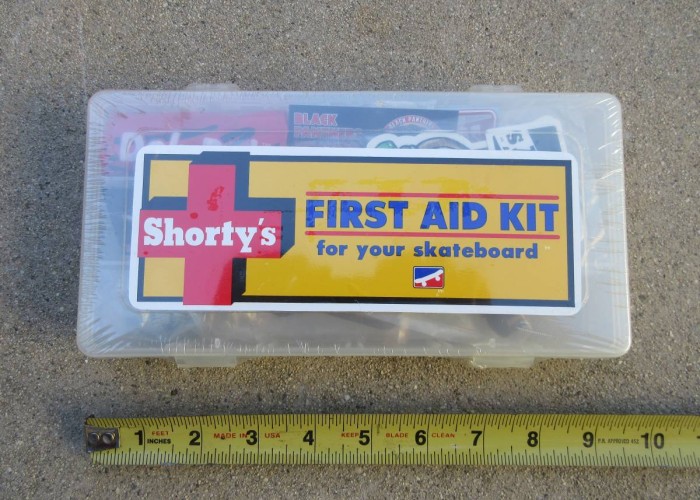 BLACK
PANTHERS
Shorty's
FIRST AID KIT
for your skateboard
1 FEET INCHES 2 MADE IN 3 USA 4 KEEP 5 BLADE 6 CLEAN 7 8 9 10